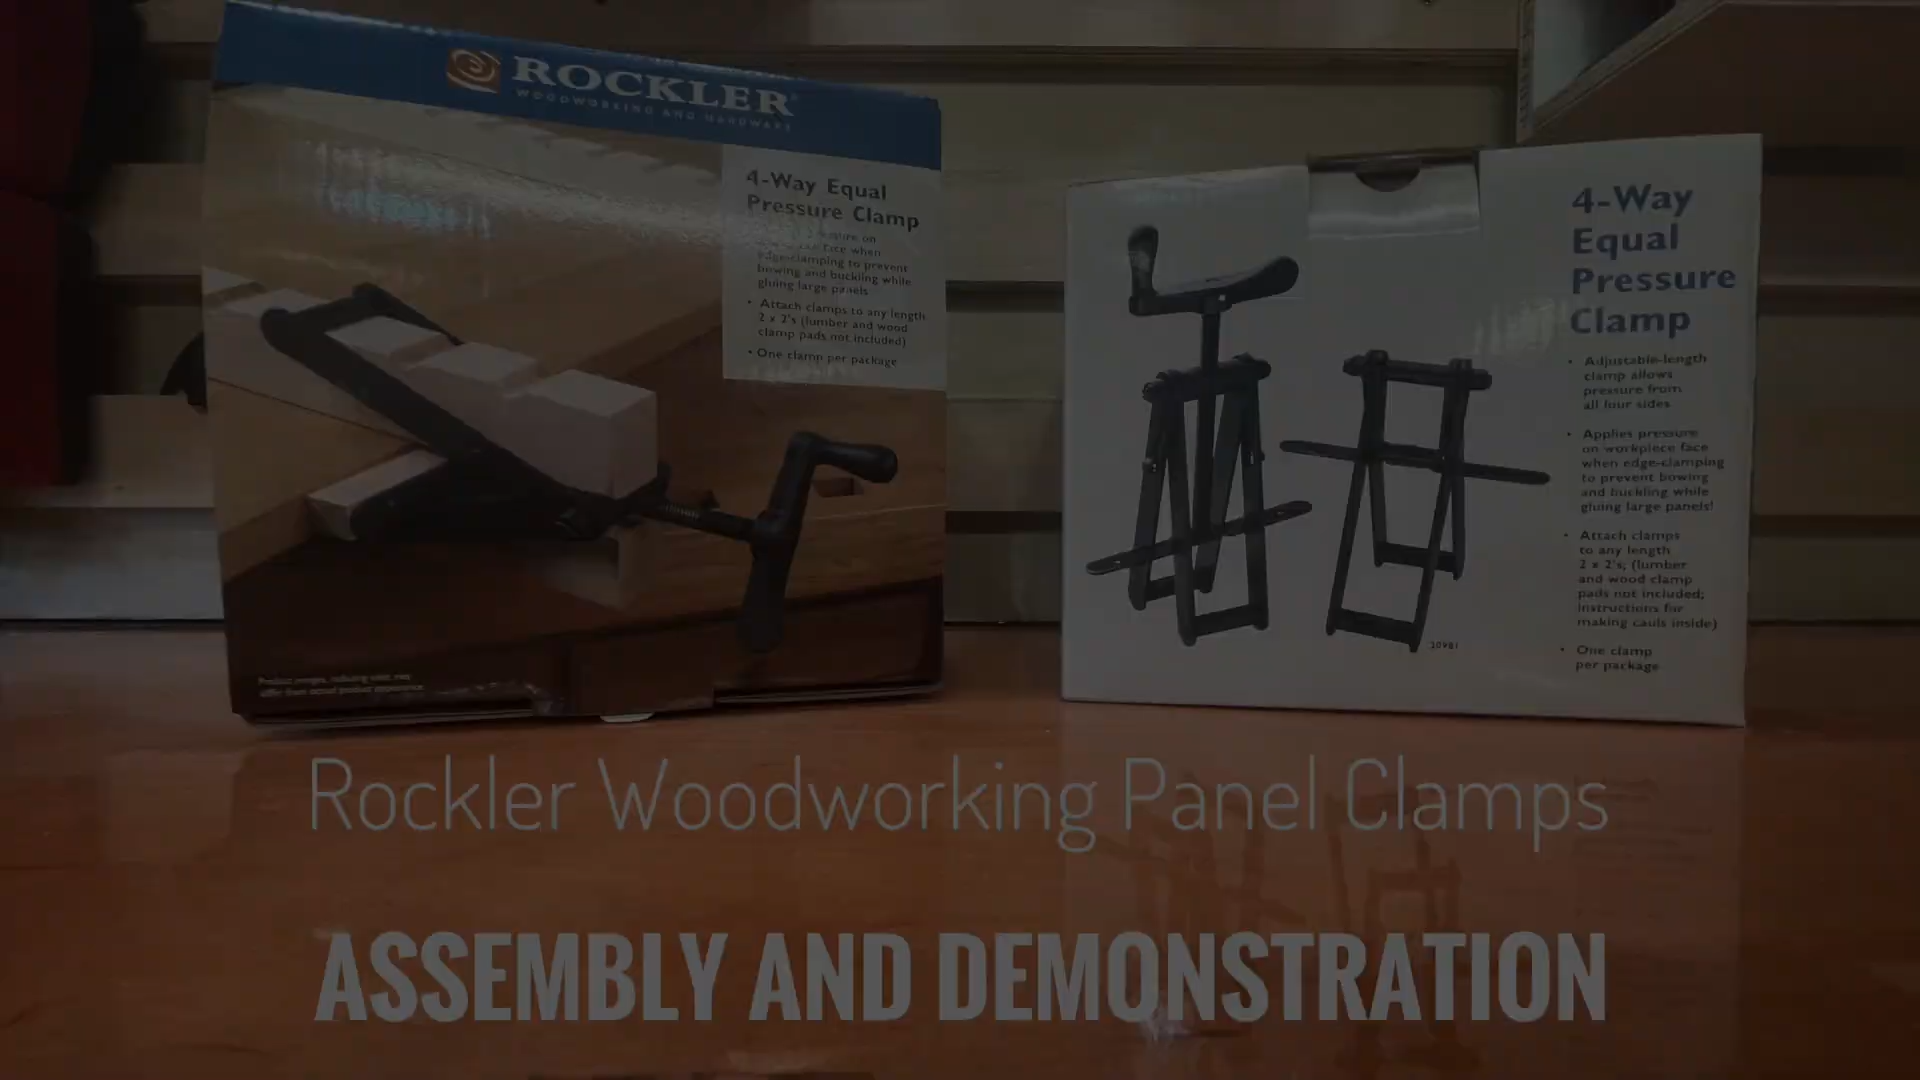 ROCKLER
WOODWORKING AND HARDWARE
4-Way Equal
Pressure Clamp
edge-clamping to prevent
bowing and buckling while
gluing large panels
• Attach clamps to any length
2 x 2's (lumber and wood
clamp pads not included)
• One clamp per package
4-Way
Equal
Pressure
Clamp
• Adjustable-length
clamp allows
pressure from
all four sides
• Applies pressure
on workpiece face
when edge-clamping
to prevent bowing
and buckling while
gluing large panels!
• Attach clamps
to any length
2 x 2's; (lumber
and wood clamp
pads not included;
instructions for
making cauls inside)
• One clamp
per package
30981
Rockler Woodworking Panel Clamps
ASSEMBLY AND DEMONSTRATION